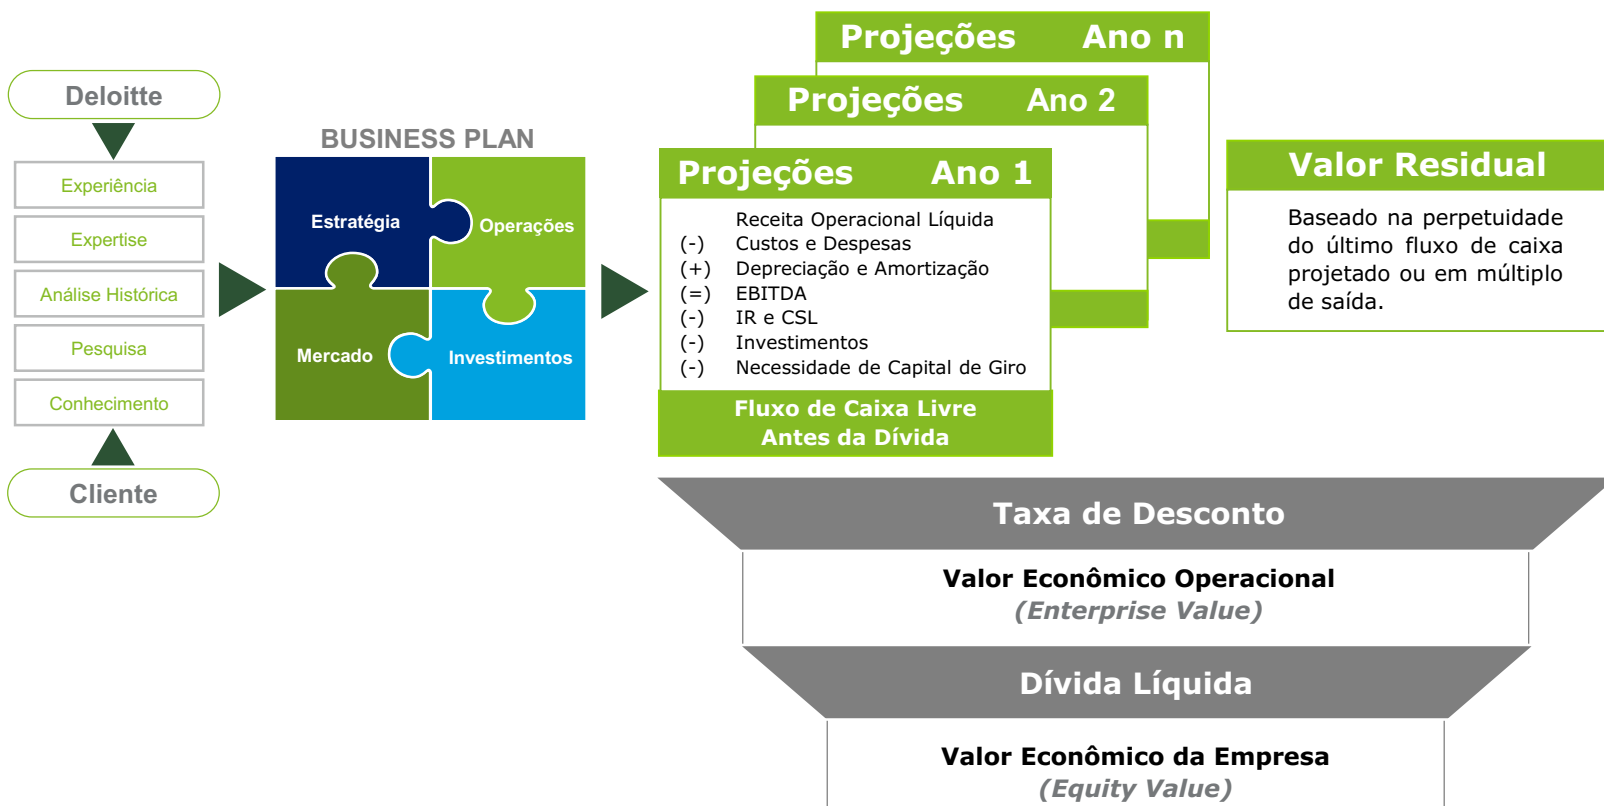 Deloitte
Experiência
Expertise
Análise Histórica
Pesquisa
Conhecimento
Cliente
BUSINESS PLAN
Estratégia
Operações
Mercado
Investimentos
Projeções Ano n
Projeções Ano 2
Projeções Ano 1
Receita Operacional Líquida
(-) Custos e Despesas
(+) Depreciação e Amortização
(=) EBITDA
(-) IR e CSL
(-) Investimentos
(-) Necessidade de Capital de Giro
Fluxo de Caixa Livre
Antes da Dívida
Valor Residual
Baseado na perpetuidade
do último fluxo de caixa
projetado ou em múltiplo
de saída.
Taxa de Desconto
Valor Econômico Operacional
(Enterprise Value)
Dívida Líquida
Valor Econômico da Empresa
(Equity Value)